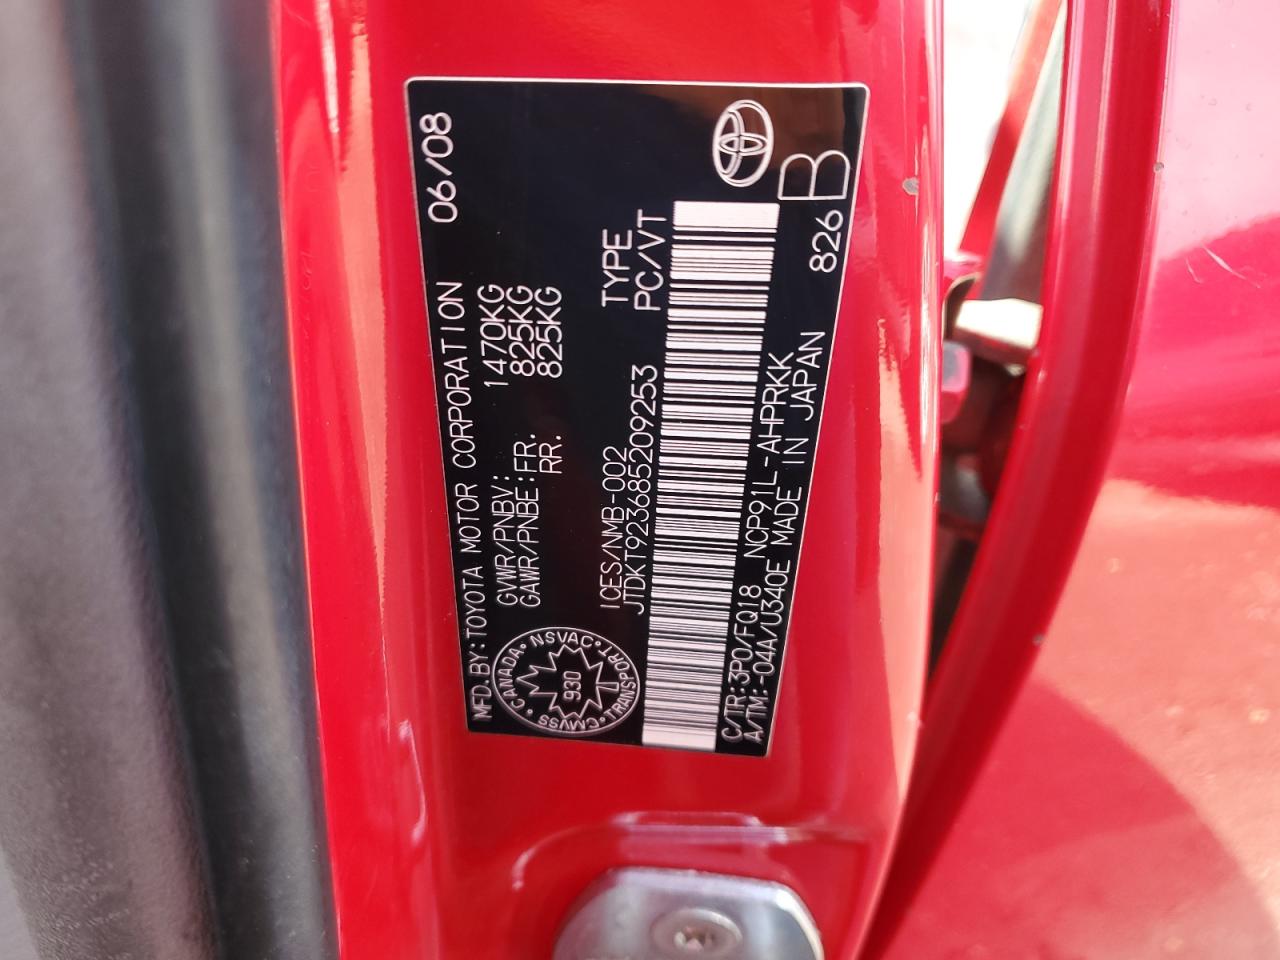 MFD.BY:TOYOTA MOTOR CORPORATION 06/08
GVWR/PNBV: 1470KG
GAWR/PNBE:FR. 825KG
RR. 825KG
CANADA · NSVAC · TRANSPORT · CMVSS
930
ICES/NMB-002 TYPE
JTDKT923685209253 PC/VT
C/TR:3P0/FQ18 NCP91L-AHPRKK
A/TM:-04A/U340E MADE IN JAPAN
826 B